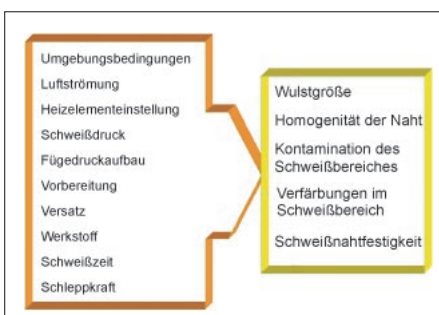 Umgebungsbedingungen
Luftströmung
Heizelementeinstellung
Schweißdruck
Fügedruckaufbau
Vorbereitung
Versatz
Werkstoff
Schweißzeit
Schleppkraft
Wulstgröße
Homogenität der Naht
Kontamination des
Schweißbereiches
Verfärbungen im
Schweißbereich
Schweißnahtfestigkeit